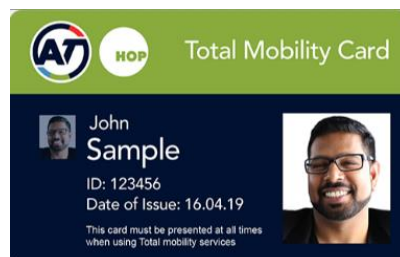 AT HOP Total Mobility Card
John
Sample
ID: 123456
Date of Issue: 16.04.19
This card must be presented at all times
when using Total mobility services